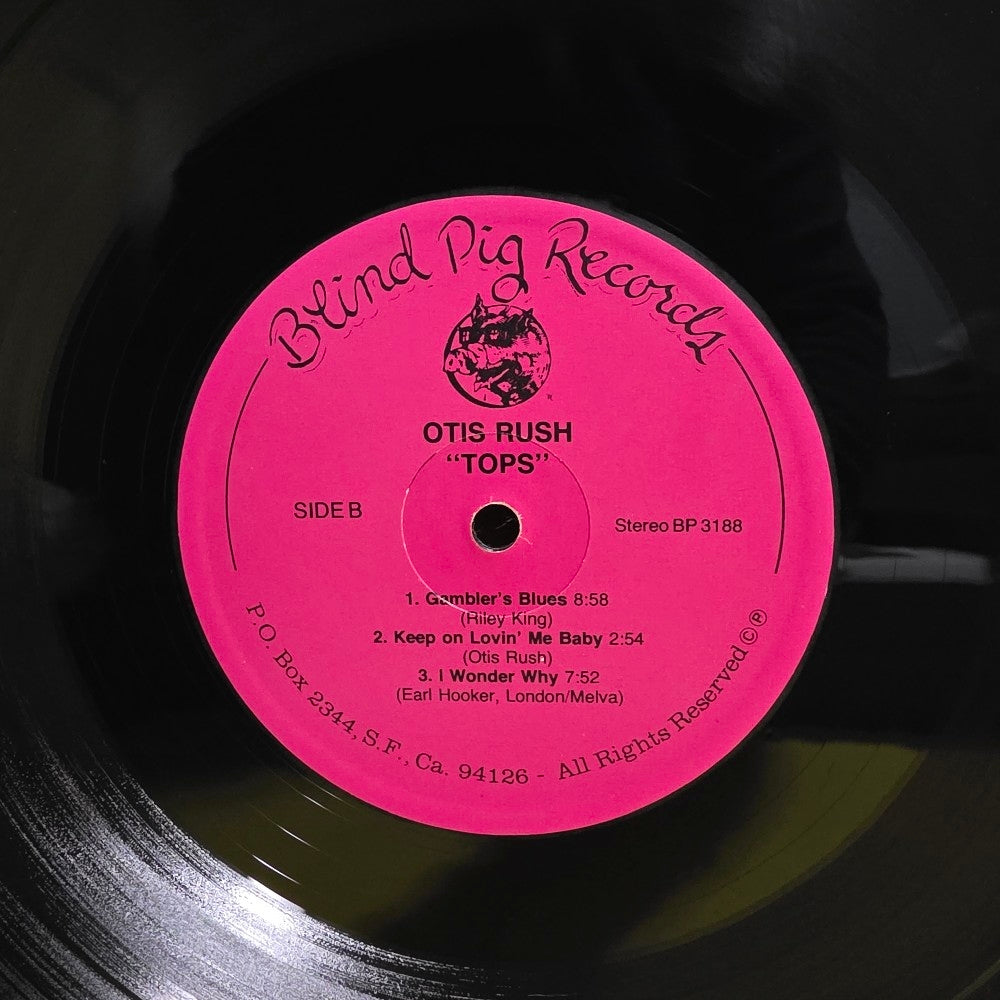 Blind Pig Records
OTIS RUSH
“TOPS”
SIDE B
Stereo BP 3188
1. Gambler's Blues 8:58
(Riley King)
2. Keep on Lovin' Me Baby 2:54
(Otis Rush)
3. I Wonder Why 7:52
(Earl Hooker, London/Melva)
P.O. Box 2344, S.F., Ca. 94126 - All Rights Reserved ©℗